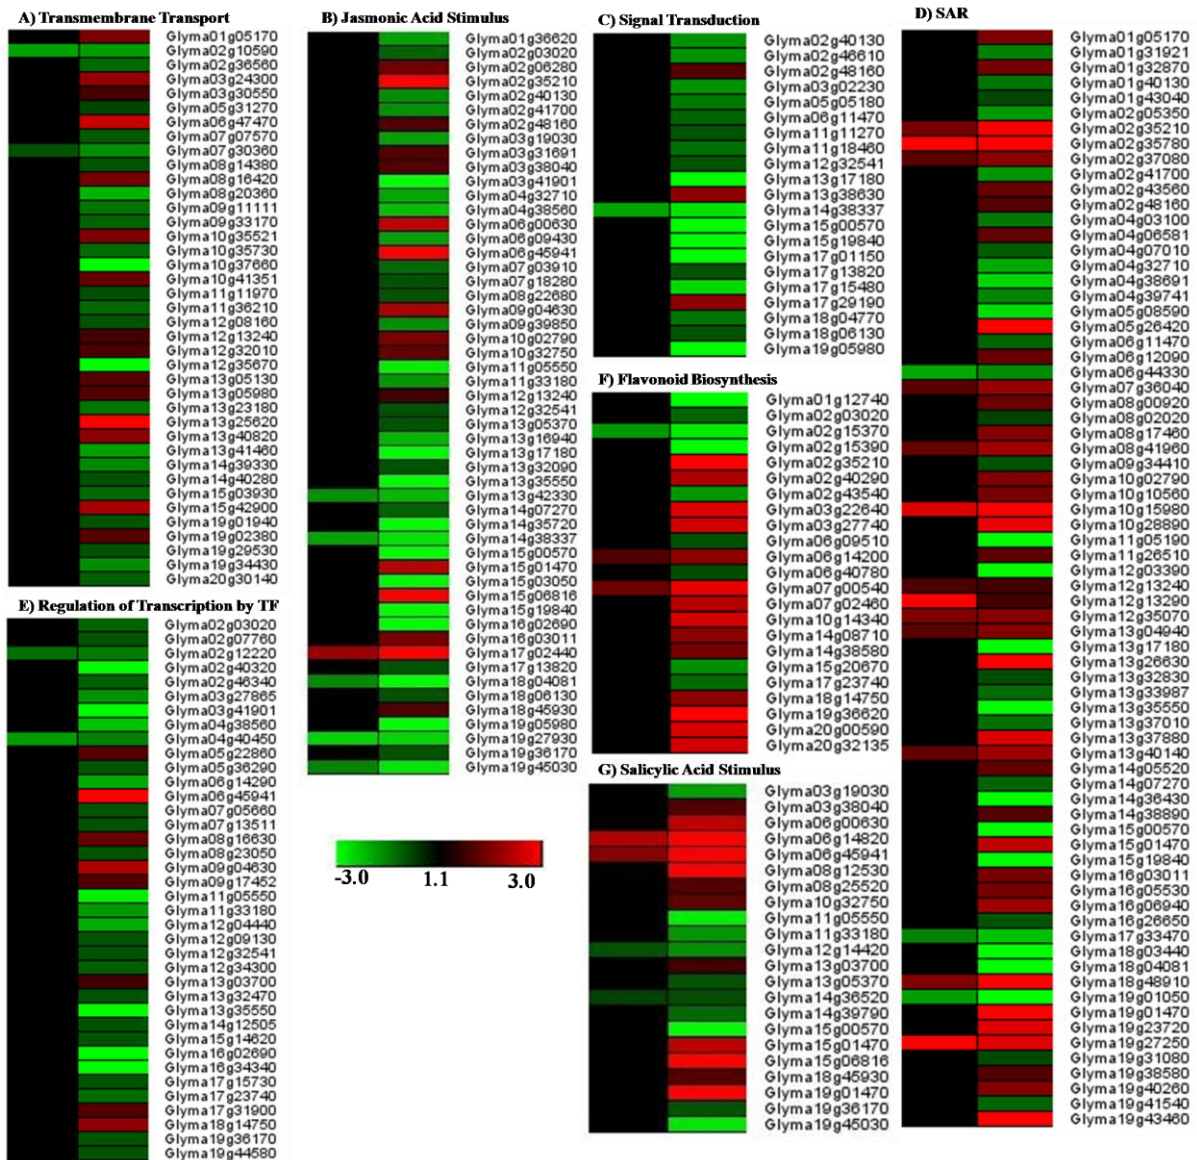 A) Transmembrane Transport
Glyma01g05170
Glyma02g10590
Glyma02g36560
Glyma03g24300
Glyma03g30550
Glyma05g31270
Glyma06g47470
Glyma07g07570
Glyma07g30360
Glyma08g14380
Glyma08g16420
Glyma08g20360
Glyma09g11111
Glyma09g33170
Glyma10g35521
Glyma10g35730
Glyma10g37660
Glyma10g41351
Glyma11g11970
Glyma11g36210
Glyma12g08160
Glyma12g13240
Glyma12g32010
Glyma12g35670
Glyma13g05130
Glyma13g05980
Glyma13g23180
Glyma13g25620
Glyma13g40820
Glyma13g41460
Glyma14g39330
Glyma14g40280
Glyma15g03930
Glyma15g42900
Glyma19g01940
Glyma19g02380
Glyma19g29530
Glyma19g34430
Glyma20g30140
B) Jasmonic Acid Stimulus
Glyma01g36620
Glyma02g03020
Glyma02g06280
Glyma02g35210
Glyma02g40130
Glyma02g41700
Glyma02g48160
Glyma03g19030
Glyma03g31691
Glyma03g38040
Glyma03g41901
Glyma04g32710
Glyma04g38560
Glyma06g00630
Glyma06g09430
Glyma06g45941
Glyma07g03910
Glyma07g18280
Glyma08g22680
Glyma09g04630
Glyma09g39850
Glyma10g02790
Glyma10g32750
Glyma11g05550
Glyma11g33180
Glyma12g13240
Glyma12g32541
Glyma13g05370
Glyma13g16940
Glyma13g17180
Glyma13g32090
Glyma13g35550
Glyma13g42330
Glyma14g07270
Glyma14g35720
Glyma14g38337
Glyma15g00570
Glyma15g01470
Glyma15g03050
Glyma15g06816
Glyma15g19840
Glyma16g02690
Glyma16g03011
Glyma17g02440
Glyma17g13820
Glyma18g04081
Glyma18g06130
Glyma18g45930
Glyma19g05980
Glyma19g27930
Glyma19g36170
Glyma19g45030
C) Signal Transduction
Glyma02g40130
Glyma02g46610
Glyma02g48160
Glyma03g02230
Glyma05g05180
Glyma06g11470
Glyma11g11270
Glyma11g18460
Glyma12g32541
Glyma13g17180
Glyma13g38630
Glyma14g38337
Glyma15g00570
Glyma15g19840
Glyma17g01150
Glyma17g13820
Glyma17g15480
Glyma17g29190
Glyma18g04770
Glyma18g06130
Glyma19g05980
D) SAR
Glyma01g05170
Glyma01g31921
Glyma01g32870
Glyma01g40130
Glyma01g43040
Glyma02g05350
Glyma02g35210
Glyma02g35780
Glyma02g37080
Glyma02g41700
Glyma02g43560
Glyma02g48160
Glyma04g03100
Glyma04g06581
Glyma04g07010
Glyma04g32710
Glyma04g38691
Glyma04g39741
Glyma05g08590
Glyma05g26420
Glyma06g11470
Glyma06g12090
Glyma06g44330
Glyma07g36040
Glyma08g00920
Glyma08g02020
Glyma08g17460
Glyma08g41960
Glyma09g34410
Glyma10g02790
Glyma10g10560
Glyma10g15980
Glyma10g28890
Glyma11g05190
Glyma11g26510
Glyma12g03390
Glyma12g13240
Glyma12g13290
Glyma12g35070
Glyma13g04940
Glyma13g17180
Glyma13g26630
Glyma13g32830
Glyma13g33987
Glyma13g35550
Glyma13g37010
Glyma13g37880
Glyma13g40140
Glyma14g05520
Glyma14g07270
Glyma14g36430
Glyma14g38890
Glyma15g00570
Glyma15g01470
Glyma15g19840
Glyma16g03011
Glyma16g05530
Glyma16g06940
Glyma16g26650
Glyma17g33470
Glyma18g03440
Glyma18g04081
Glyma18g48910
Glyma19g01050
Glyma19g01470
Glyma19g23720
Glyma19g27250
Glyma19g31080
Glyma19g38580
Glyma19g40260
Glyma19g41540
Glyma19g43460
E) Regulation of Transcription by TF
Glyma02g03020
Glyma02g07760
Glyma02g12220
Glyma02g40320
Glyma02g46340
Glyma03g27865
Glyma03g41901
Glyma04g38560
Glyma04g40450
Glyma05g22860
Glyma05g36290
Glyma06g14290
Glyma06g45941
Glyma07g05660
Glyma07g13511
Glyma08g16630
Glyma08g23050
Glyma09g04630
Glyma09g17452
Glyma11g05550
Glyma11g33180
Glyma12g04440
Glyma12g09130
Glyma12g32541
Glyma12g34300
Glyma13g03700
Glyma13g32470
Glyma13g35550
Glyma14g12505
Glyma15g14620
Glyma16g02690
Glyma16g34340
Glyma17g15730
Glyma17g23740
Glyma17g31900
Glyma18g14750
Glyma19g36170
Glyma19g44580
-3.0 1.1 3.0
F) Flavonoid Biosynthesis
Glyma01g12740
Glyma02g03020
Glyma02g15370
Glyma02g15390
Glyma02g35210
Glyma02g40290
Glyma02g43540
Glyma03g22640
Glyma03g27740
Glyma06g09510
Glyma06g14200
Glyma06g40780
Glyma07g00540
Glyma07g02460
Glyma10g14340
Glyma14g08710
Glyma14g38580
Glyma15g20670
Glyma17g23740
Glyma18g14750
Glyma19g36620
Glyma20g00590
Glyma20g32135
G) Salicylic Acid Stimulus
Glyma03g19030
Glyma03g38040
Glyma06g00630
Glyma06g14820
Glyma06g45941
Glyma08g12530
Glyma08g25520
Glyma10g32750
Glyma11g05550
Glyma11g33180
Glyma12g14420
Glyma13g03700
Glyma13g05370
Glyma14g36520
Glyma14g39790
Glyma15g00570
Glyma15g01470
Glyma15g06816
Glyma18g45930
Glyma19g01470
Glyma19g36170
Glyma19g45030